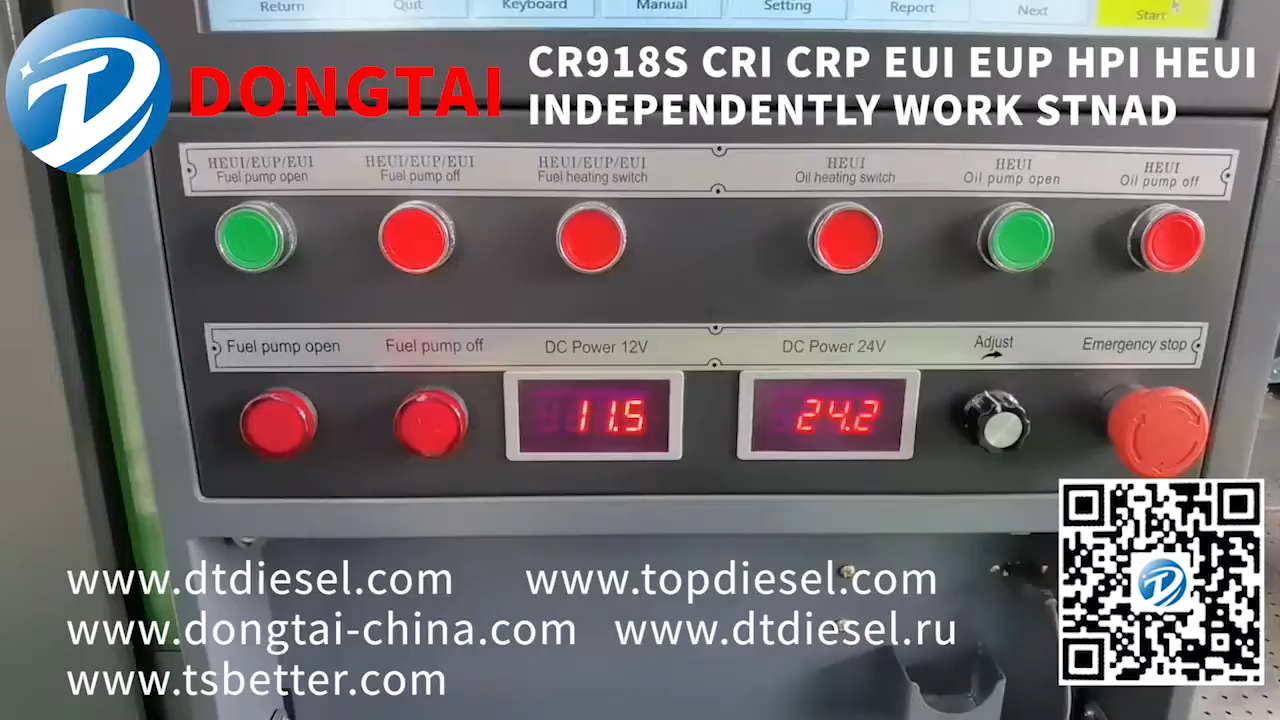 Return Quit Keyboard Manual Setting Report Next Start
DONGTAI
CR918S CRI CRP EUI EUP HPI HEUI
INDEPENDENTLY WORK STNAD
HEUI/EUP/EUI
Fuel pump open
HEUI/EUP/EUI
Fuel pump off
HEUI/EUP/EUI
Fuel heating switch
HEUI
Oil heating switch
HEUI
Oil pump open
HEUI
Oil pump off
Fuel pump open
Fuel pump off
DC Power 12V
DC Power 24V
Adjust
Emergency stop
11.5
24.2
www.dtdiesel.com www.topdiesel.com
www.dongtai-china.com www.dtdiesel.ru
www.tsbetter.com